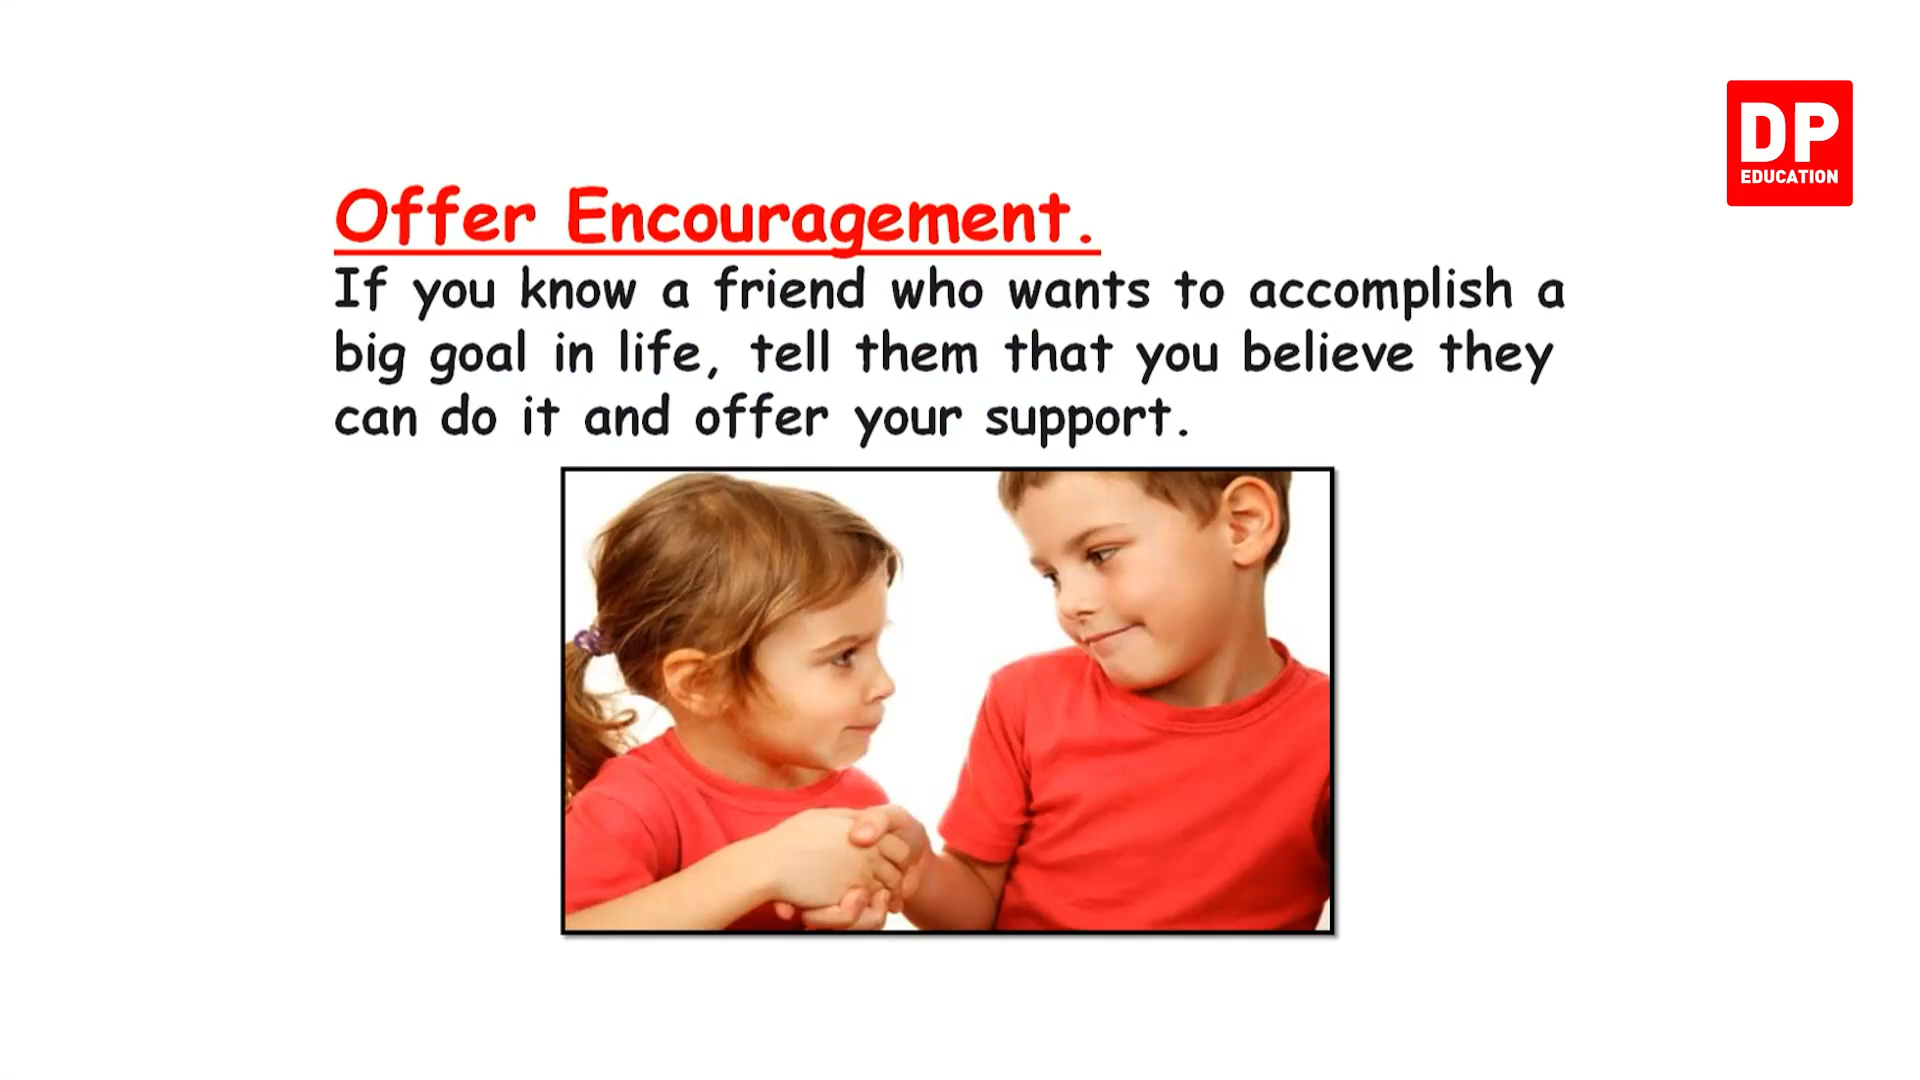 DP
EDUCATION
Offer Encouragement.
If you know a friend who wants to accomplish a
big goal in life, tell them that you believe they
can do it and offer your support.